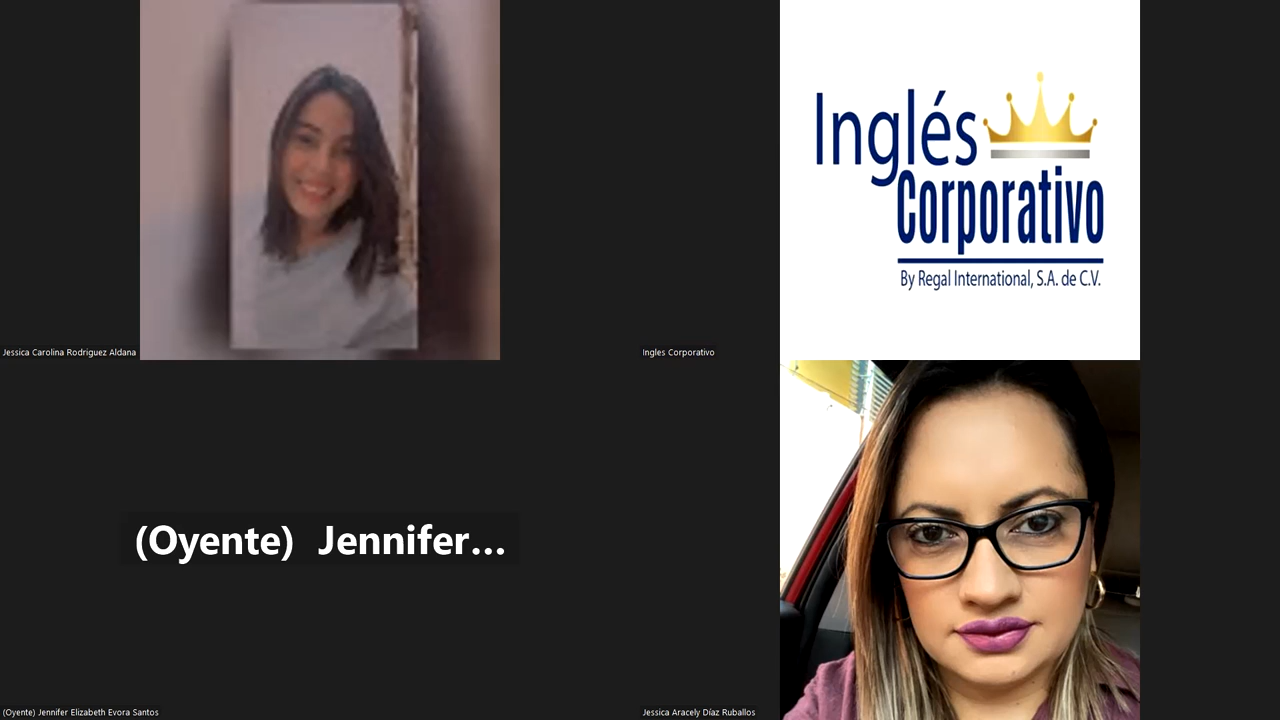 Jessica Carolina Rodriguez Aldana
Inglés
Corporativo
By Regal International, S.A. de C.V.
Ingles Corporativo
(Oyente) Jennifer...
(Oyente) Jennifer Elizabeth Evora Santos
Jessica Aracely Díaz Ruballos